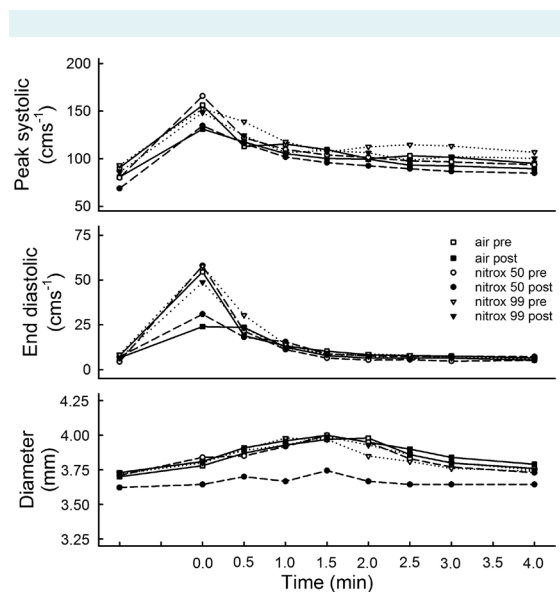 200
150
100
50
Peak systolic
(cms-1)
75
50
25
0
End diastolic
(cms-1)
air pre
air post
nitrox 50 pre
nitrox 50 post
nitrox 99 pre
nitrox 99 post
4.25
4.00
3.75
3.50
3.25
Diameter
(mm)
0.0 0.5 1.0 1.5 2.0 2.5 3.0 3.5 4.0
Time (min)